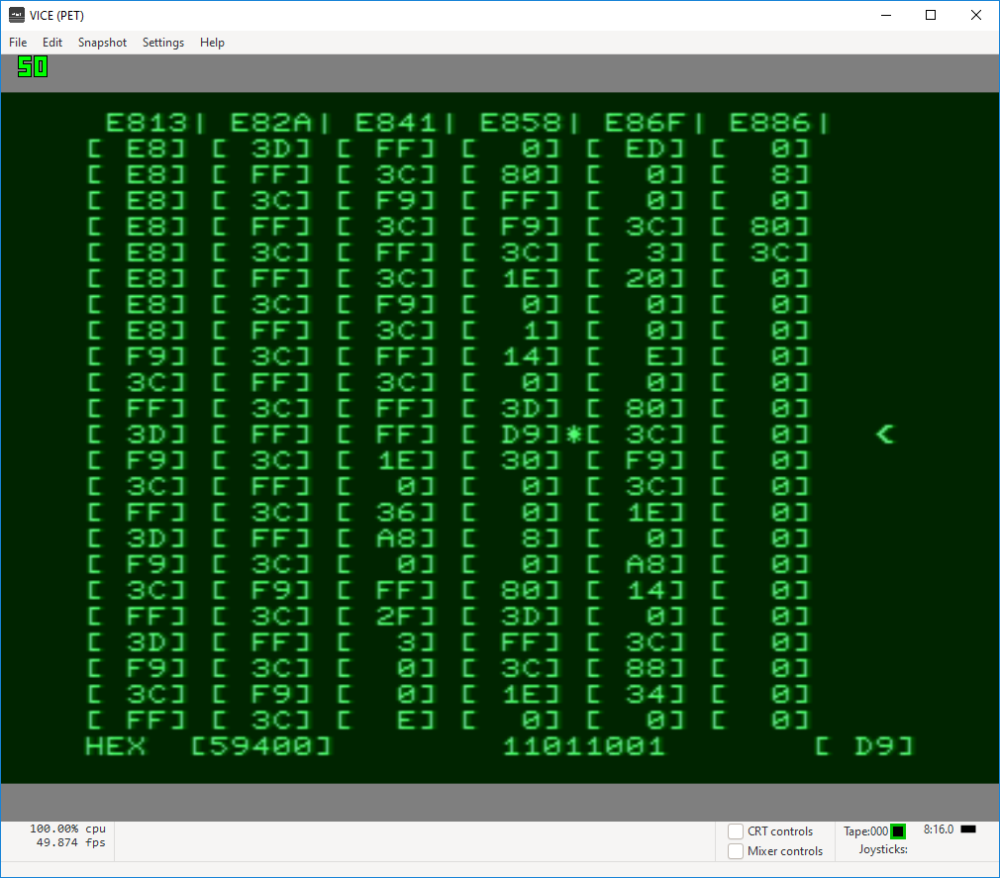 VICE (PET)
File Edit Snapshot Settings Help
50
E813| E82A| E841| E858| E86F| E886|
[ E8] [ 3D] [ FF] [ 0] [ ED] [ 0]
[ E8] [ FF] [ 3C] [ 80] [ 0] [ 8]
[ E8] [ 3C] [ F9] [ FF] [ 0] [ 0]
[ E8] [ FF] [ 3C] [ F9] [ 3C] [ 80]
[ E8] [ 3C] [ FF] [ 3C] [ 3] [ 3C]
[ E8] [ FF] [ 3C] [ 1E] [ 20] [ 0]
[ E8] [ 3C] [ F9] [ 0] [ 0] [ 0]
[ E8] [ FF] [ 3C] [ 1] [ 0] [ 0]
[ F9] [ 3C] [ FF] [ 14] [ E] [ 0]
[ 3C] [ FF] [ 3C] [ 0] [ 0] [ 0]
[ FF] [ 3C] [ FF] [ 3D] [ 80] [ 0]
[ 3D] [ FF] [ FF] [ D9]*[ 3C] [ 0] <
[ F9] [ 3C] [ 1E] [ 30] [ F9] [ 0]
[ 3C] [ FF] [ 0] [ 0] [ 3C] [ 0]
[ FF] [ 3C] [ 36] [ 0] [ 1E] [ 0]
[ 3D] [ FF] [ A8] [ 8] [ 0] [ 0]
[ F9] [ 3C] [ 0] [ 0] [ A8] [ 0]
[ 3C] [ F9] [ FF] [ 80] [ 14] [ 0]
[ FF] [ 3C] [ 2F] [ 3D] [ 0] [ 0]
[ 3D] [ FF] [ 3] [ FF] [ 3C] [ 0]
[ F9] [ 3C] [ 0] [ 3C] [ 88] [ 0]
[ 3C] [ F9] [ 0] [ 1E] [ 34] [ 0]
[ FF] [ 3C] [ E] [ 0] [ 0] [ 0]
HEX [59400] 11011001 [ D9]
100.00% cpu
49.874 fps
CRT controls
Mixer controls
Tape:000
8:16.0
Joysticks: